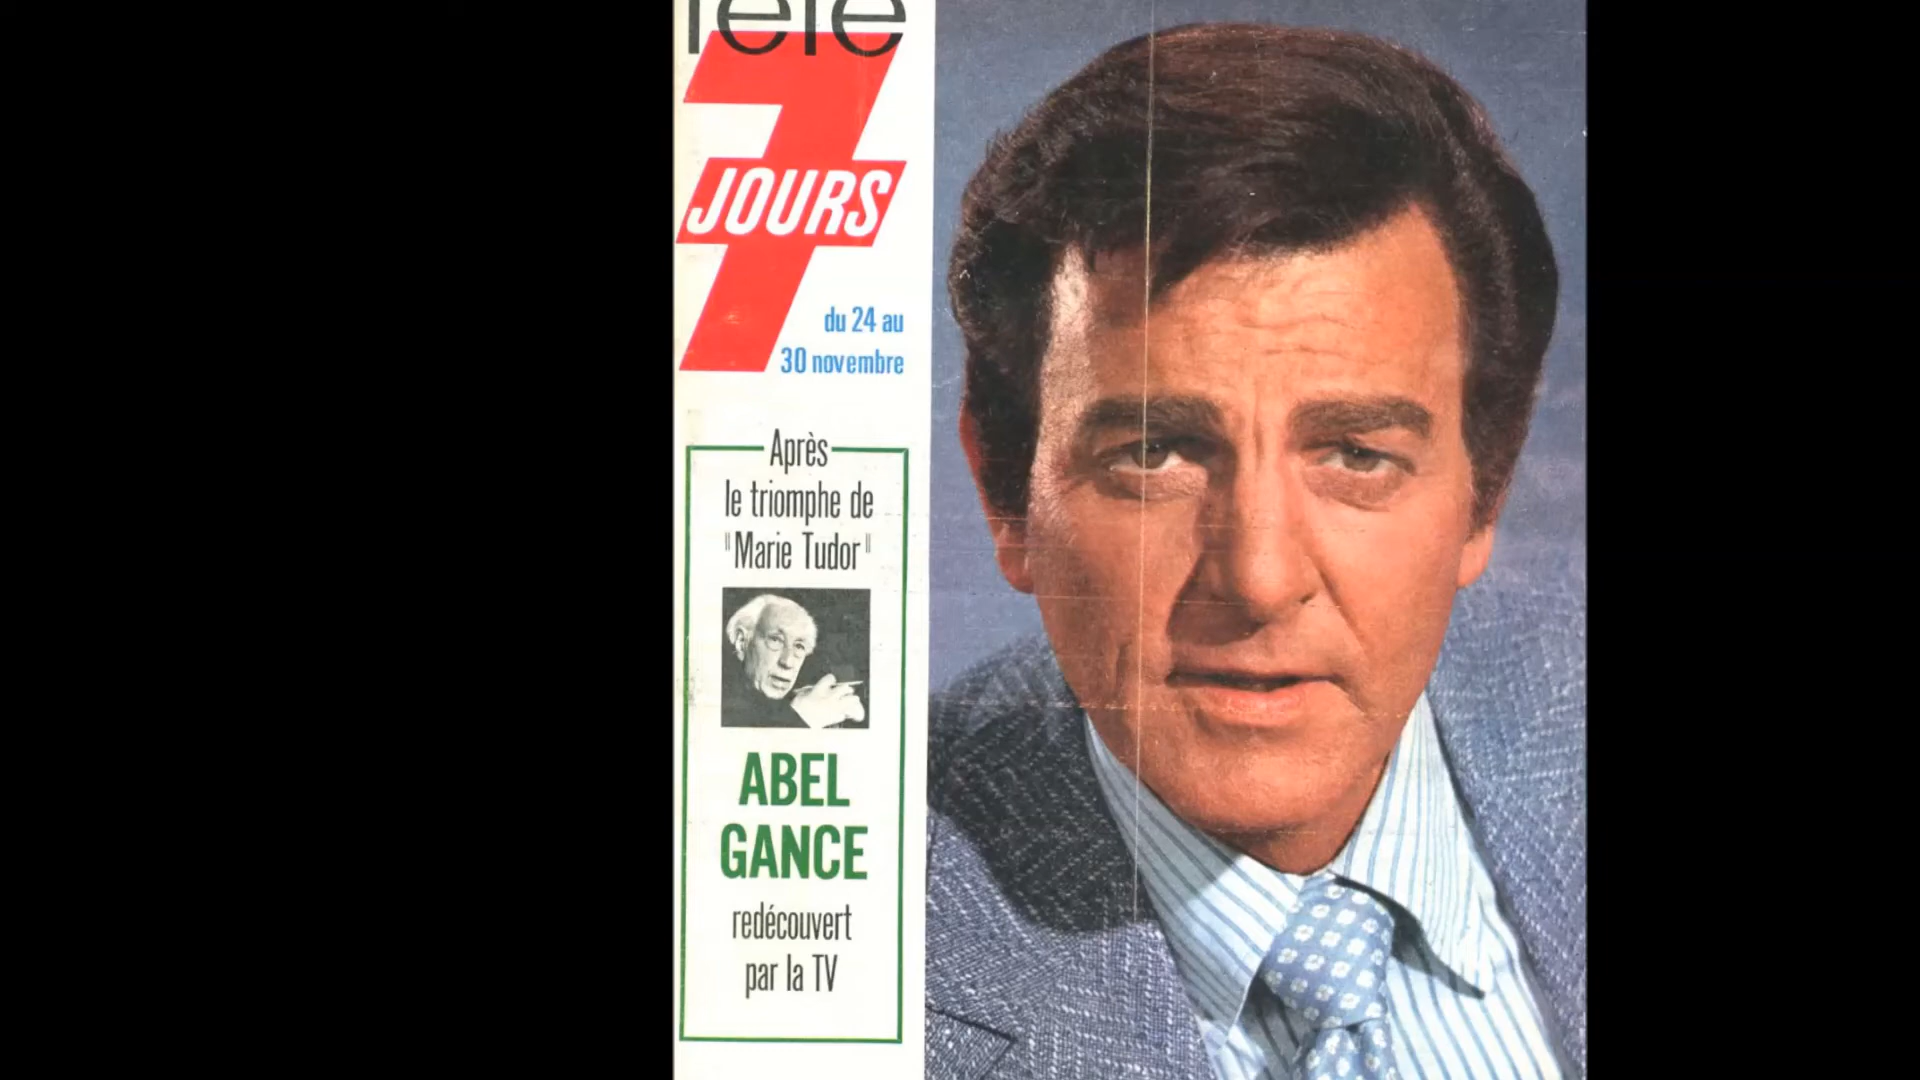 Télé
7
JOURS
du 24 au
30 novembre
Après
le triomphe de
"Marie Tudor"
ABEL
GANCE
redécouvert
par la TV